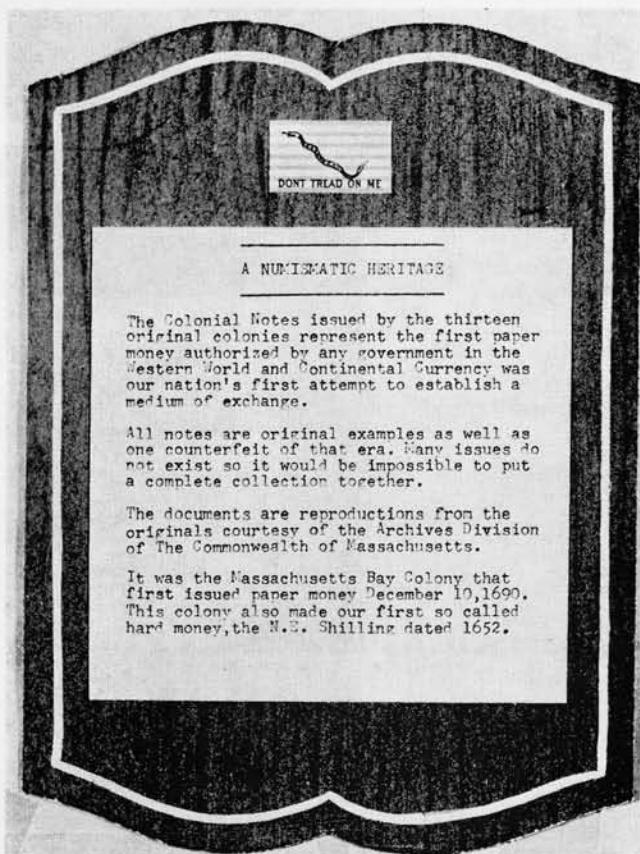 DONT TREAD ON ME
A NUMISMATIC HERITAGE
The Colonial Notes issued by the thirteen
original colonies represent the first paper
money authorized by any government in the
Western World and Continental Currency was
our nation's first attempt to establish a
medium of exchange.
All notes are original examples as well as
one counterfeit of that era. Many issues do
not exist so it would be impossible to put
a complete collection together.
The documents are reproductions from the
originals courtesy of the Archives Division
of The Commonwealth of Massachusetts.
It was the Massachusetts Bay Colony that
first issued paper money December 10,1690.
This colony also made our first so called
hard money,the N.E. Shilling dated 1652.